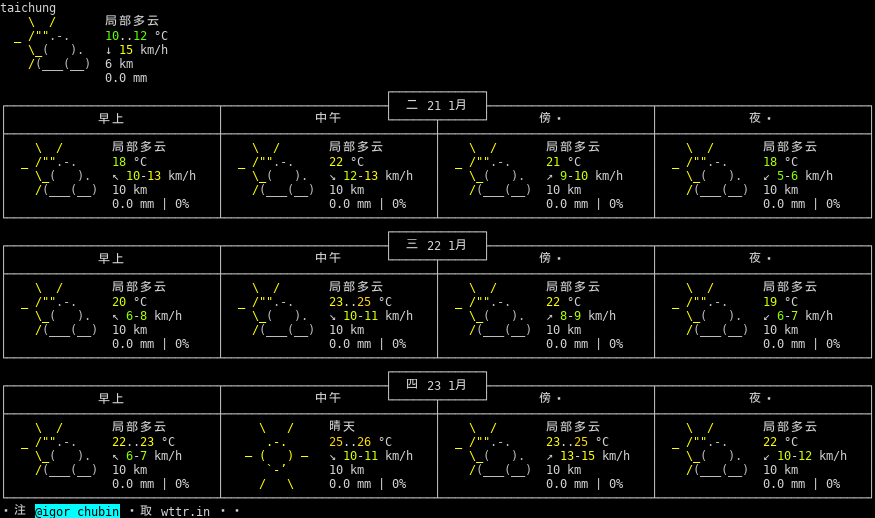 taichung
局部多云
10..12 °C
↓ 15 km/h
6 km
0.0 mm
二 21 1月
早上 中午 傍・ 夜・
局部多云 局部多云 局部多云 局部多云
18 °C 22 °C 21 °C 18 °C
↖ 10-13 km/h ↘ 12-13 km/h ↗ 9-10 km/h ↙ 5-6 km/h
10 km 10 km 10 km 10 km
0.0 mm | 0% 0.0 mm | 0% 0.0 mm | 0% 0.0 mm | 0%
三 22 1月
早上 中午 傍・ 夜・
局部多云 局部多云 局部多云 局部多云
20 °C 23..25 °C 22 °C 19 °C
↖ 6-8 km/h ↘ 10-11 km/h ↗ 8-9 km/h ↙ 6-7 km/h
10 km 10 km 10 km 10 km
0.0 mm | 0% 0.0 mm | 0% 0.0 mm | 0% 0.0 mm | 0%
四 23 1月
早上 中午 傍・ 夜・
局部多云 晴天 局部多云 局部多云
22..23 °C 25..26 °C 23..25 °C 22 °C
↖ 6-7 km/h ↘ 10-11 km/h ↗ 13-15 km/h ↙ 10-12 km/h
10 km 10 km 10 km 10 km
0.0 mm | 0% 0.0 mm | 0% 0.0 mm | 0% 0.0 mm | 0%
・注 @igor_chubin ・取 wttr.in ・・